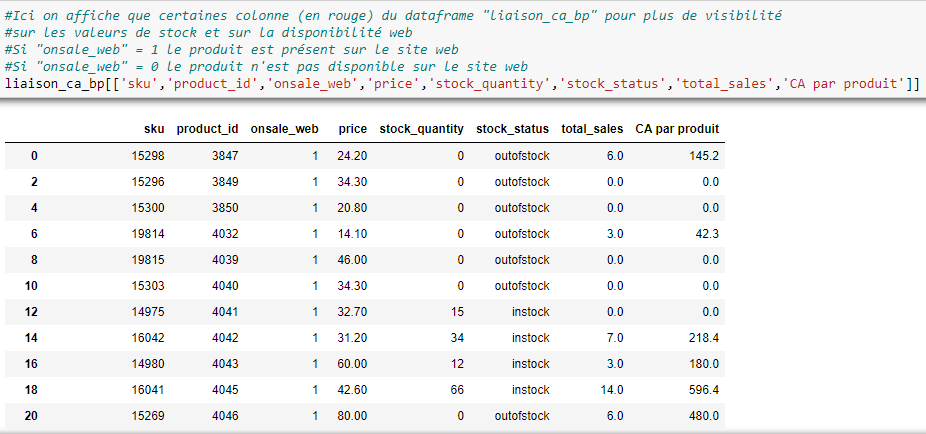 #Ici on affiche que certaines colonne (en rouge) du dataframe "liaison_ca_bp" pour plus de visibilité
#sur les valeurs de stock et sur la disponibilité web
#Si "onsale_web" = 1 le produit est présent sur le site web
#Si "onsale_web" = 0 le produit n'est pas disponible sur le site web
liaison_ca_bp[['sku','product_id','onsale_web','price','stock_quantity','stock_status','total_sales','CA par produit']]
sku product_id onsale_web price stock_quantity stock_status total_sales CA par produit
0 15298 3847 1 24.20 0 outofstock 6.0 145.2
2 15296 3849 1 34.30 0 outofstock 0.0 0.0
4 15300 3850 1 20.80 0 outofstock 0.0 0.0
6 19814 4032 1 14.10 0 outofstock 3.0 42.3
8 19815 4039 1 46.00 0 outofstock 0.0 0.0
10 15303 4040 1 34.30 0 outofstock 0.0 0.0
12 14975 4041 1 32.70 15 instock 0.0 0.0
14 16042 4042 1 31.20 34 instock 7.0 218.4
16 14980 4043 1 60.00 12 instock 3.0 180.0
18 16041 4045 1 42.60 66 instock 14.0 596.4
20 15269 4046 1 80.00 0 outofstock 6.0 480.0